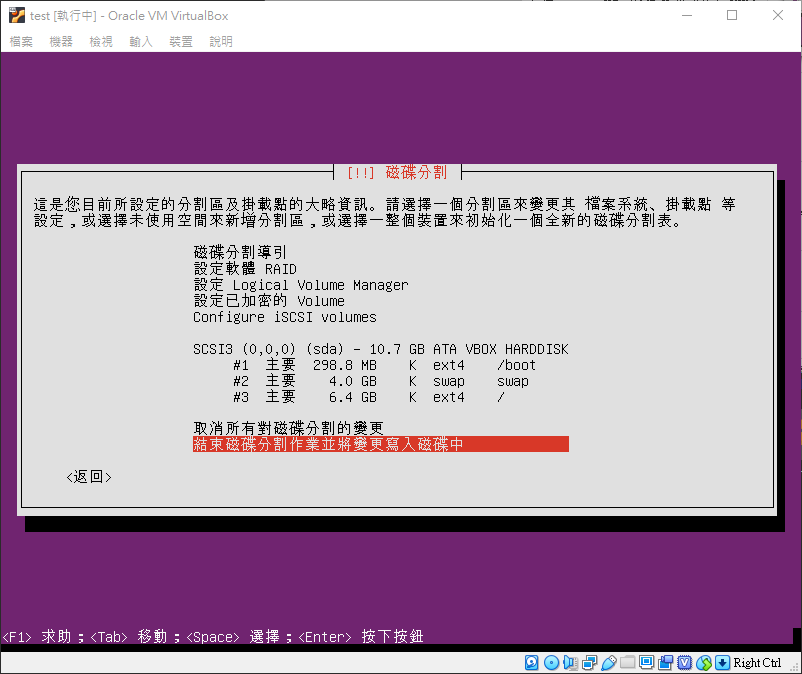 test [執行中] - Oracle VM VirtualBox
檔案 機器 檢視 輸入 裝置 說明
[!!] 磁碟分割
這是您目前所設定的分割區及掛載點的大略資訊。請選擇一個分割區來變更其 檔案系統、掛載點 等
設定,或選擇未使用空間來新增分割區,或選擇一整個裝置來初始化一個全新的磁碟分割表。
磁碟分割導引
設定軟體 RAID
設定 Logical Volume Manager
設定已加密的 Volume
Configure iSCSI volumes
SCSI3 (0,0,0) (sda) - 10.7 GB ATA VBOX HARDDISK
#1 主要 298.8 MB K ext4 /boot
#2 主要 4.0 GB K swap swap
#3 主要 6.4 GB K ext4 /
取消所有對磁碟分割的變更
結束磁碟分割作業並將變更寫入磁碟中
<返回>
<F1> 求助;<Tab> 移動;<Space> 選擇;<Enter> 按下按鈕
Right Ctrl